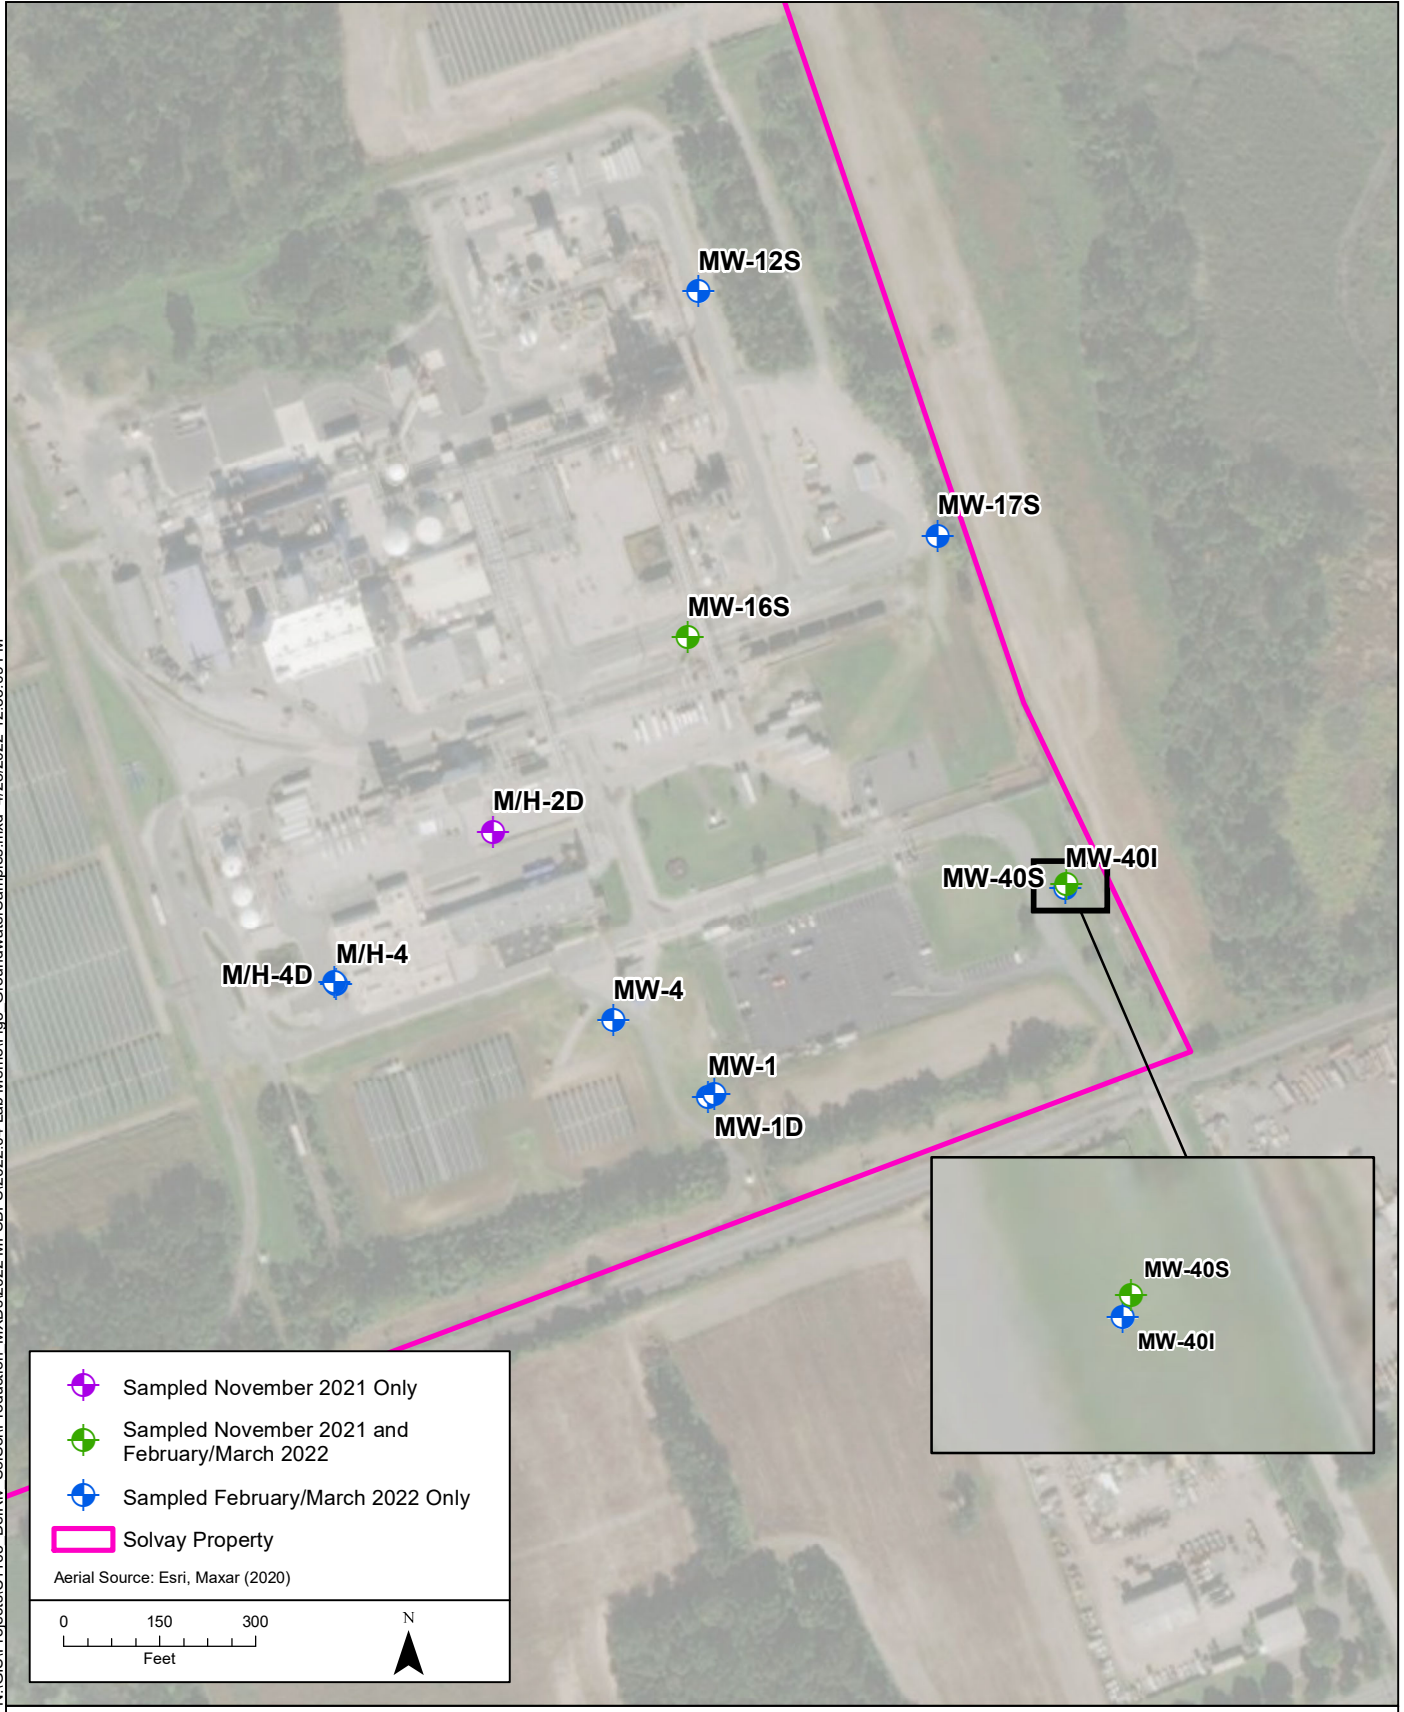 MW-12S
MW-17S
MW-16S
M/H-2D
MW-40I
MW-40S
M/H-4
M/H-4D
MW-4
MW-1
MW-1D
MW-40S
MW-40I
Sampled November 2021 Only
Sampled November 2021 and
February/March 2022
Sampled February/March 2022 Only
Solvay Property
Aerial Source: Esri, Maxar (2020)
0 150 300
Feet
N